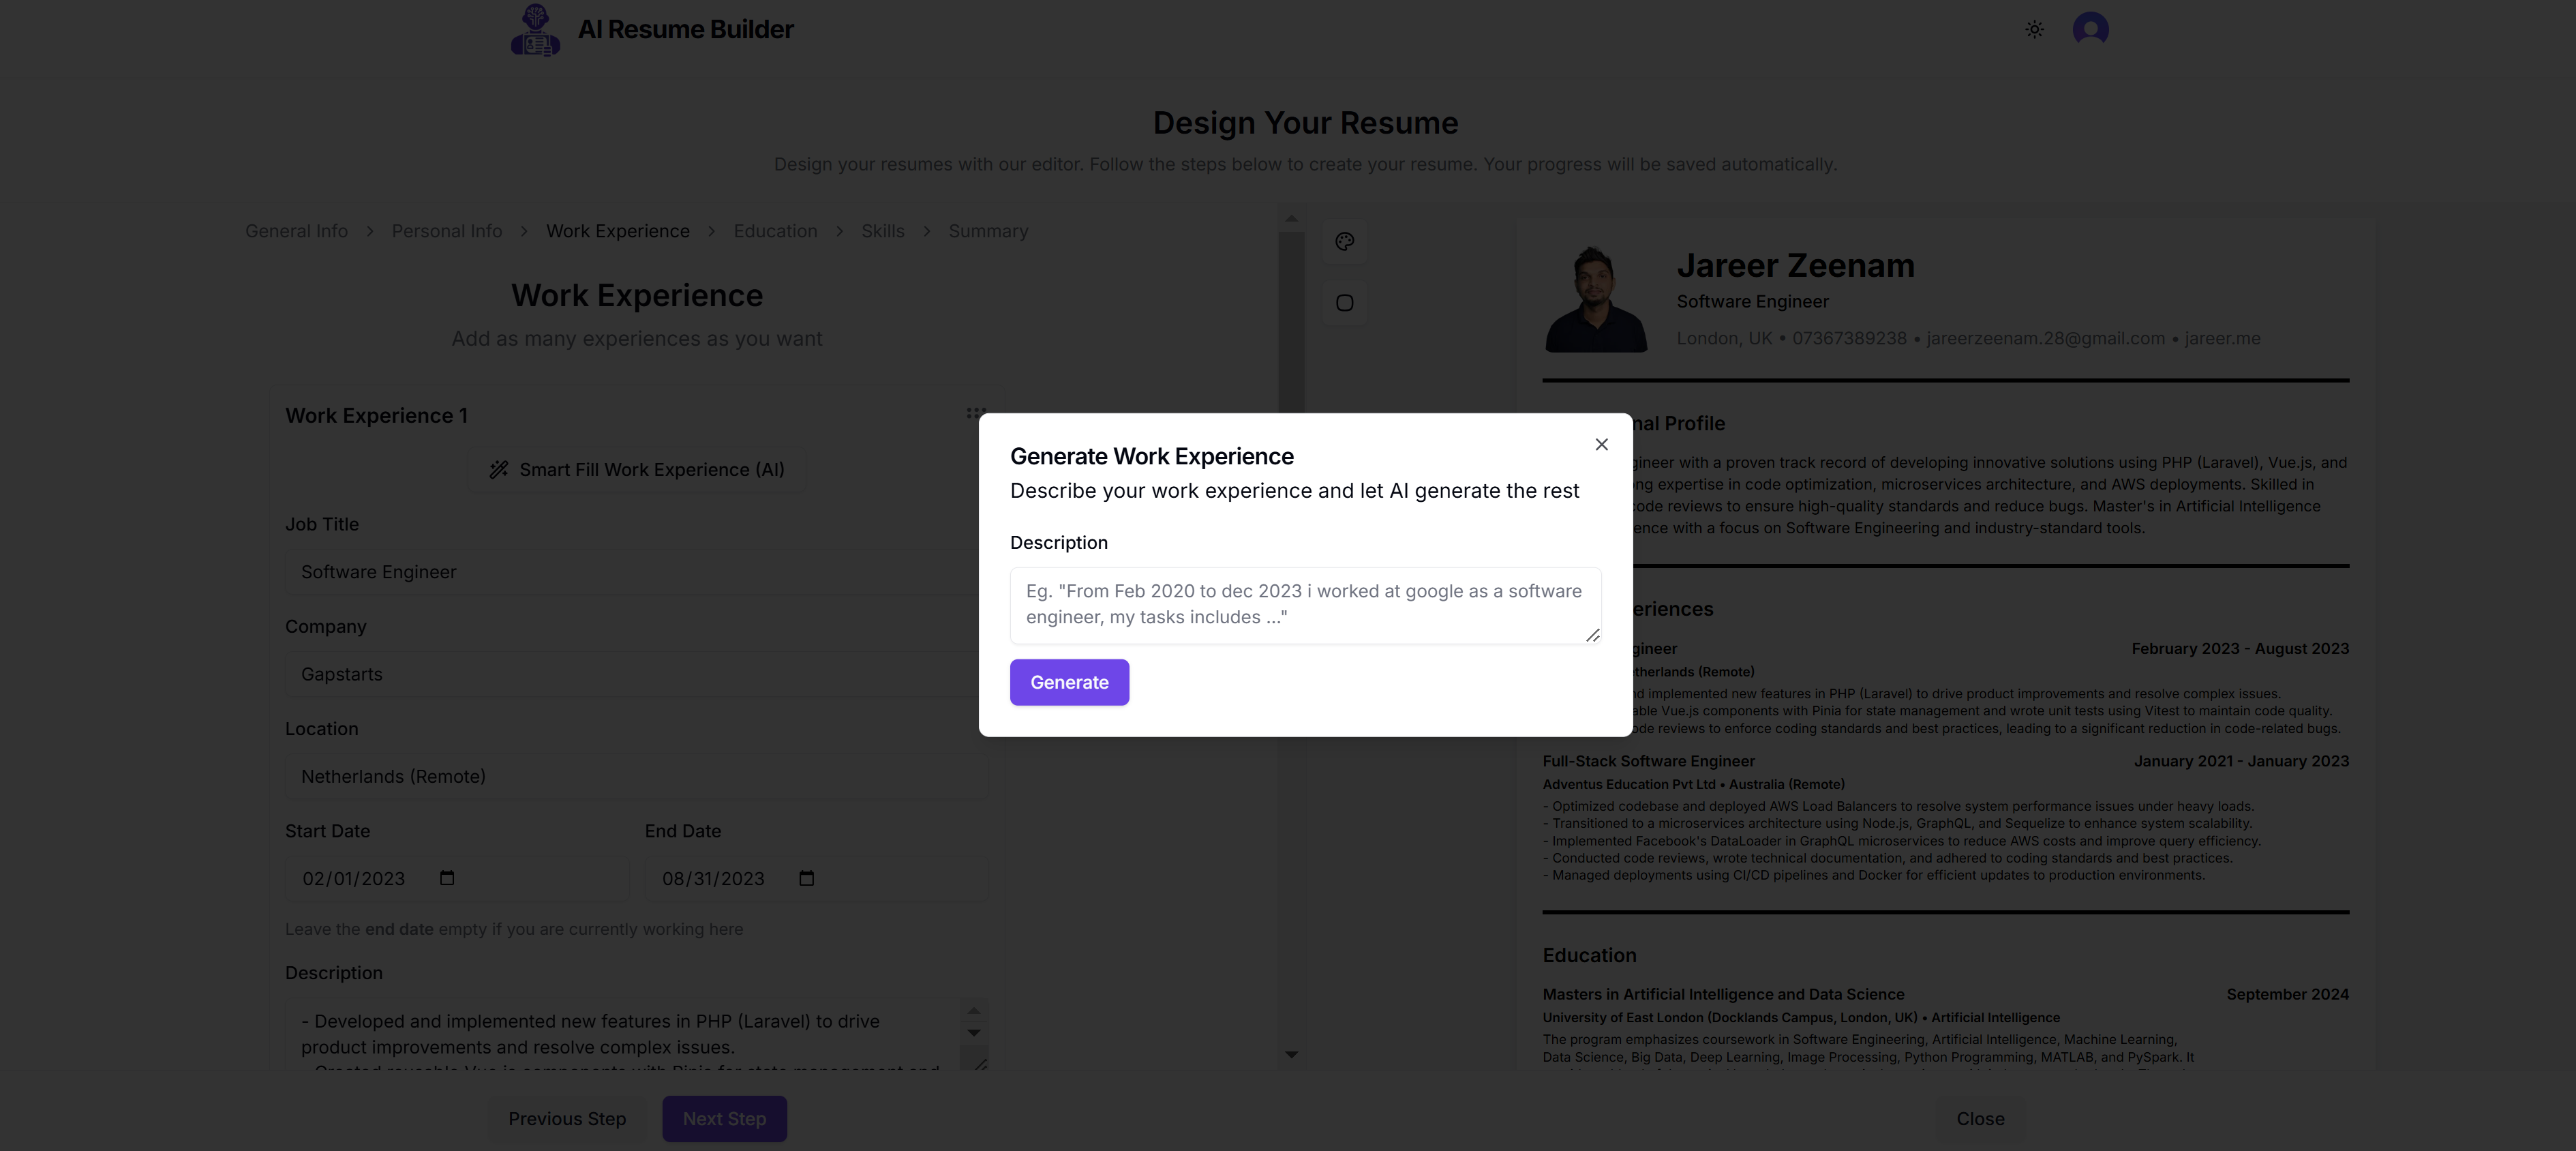 AI Resume Builder
Design Your Resume
Design your resumes with our editor. Follow the steps below to create your resume. Your progress will be saved automatically.
General Info > Personal Info > Work Experience > Education > Skills > Summary
Work Experience
Add as many experiences as you want
Work Experience 1
Smart Fill Work Experience (AI)
Job Title
Software Engineer
Company
Gapstarts
Location
Netherlands (Remote)
Start Date
End Date
02/01/2023
08/31/2023
Leave the end date empty if you are currently working here
Description
- Developed and implemented new features in PHP (Laravel) to drive
product improvements and resolve complex issues.
Previous Step
Next Step
Generate Work Experience
Describe your work experience and let AI generate the rest
Description
Eg. "From Feb 2020 to dec 2023 i worked at google as a software
engineer, my tasks includes ..."
Generate
Jareer Zeenam
Software Engineer
London, UK • 07367389238 • jareerzeenam.28@gmail.com • jareer.me
Profile
with a proven track record of developing innovative solutions using PHP (Laravel), Vue.js, and
expertise in code optimization, microservices architecture, and AWS deployments. Skilled in
code reviews to ensure high-quality standards and reduce bugs. Master's in Artificial Intelligence
with a focus on Software Engineering and industry-standard tools.
February 2023 - August 2023
(Remote)
implemented new features in PHP (Laravel) to drive product improvements and resolve complex issues.
Vue.js components with Pinia for state management and wrote unit tests using Vitest to maintain code quality.
reviews to enforce coding standards and best practices, leading to a significant reduction in code-related bugs.
Full-Stack Software Engineer
January 2021 - January 2023
Adventus Education Pvt Ltd • Australia (Remote)
- Optimized codebase and deployed AWS Load Balancers to resolve system performance issues under heavy loads.
- Transitioned to a microservices architecture using Node.js, GraphQL, and Sequelize to enhance system scalability.
- Implemented Facebook's DataLoader in GraphQL microservices to reduce AWS costs and improve query efficiency.
- Conducted code reviews, wrote technical documentation, and adhered to coding standards and best practices.
- Managed deployments using CI/CD pipelines and Docker for efficient updates to production environments.
Education
Masters in Artificial Intelligence and Data Science
September 2024
University of East London (Docklands Campus, London, UK) • Artificial Intelligence
The program emphasizes coursework in Software Engineering, Artificial Intelligence, Machine Learning,
Data Science, Big Data, Deep Learning, Image Processing, Python Programming, MATLAB, and PySpark. It
Close